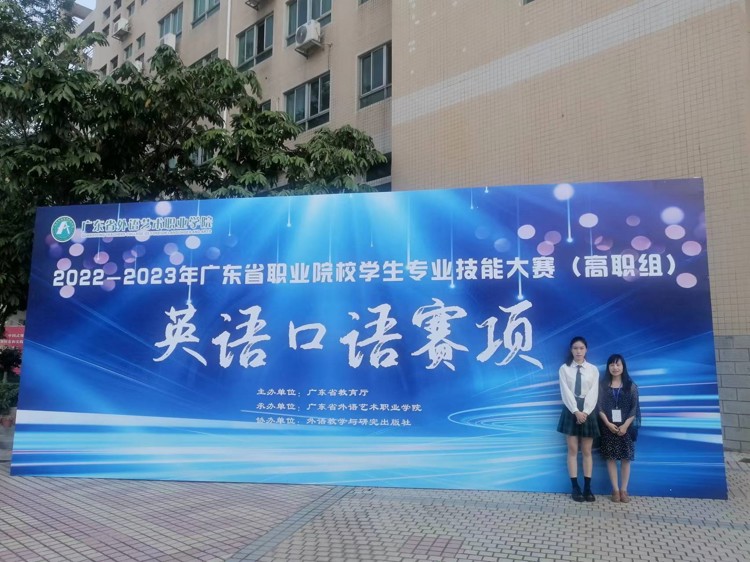 广东省外语艺术职业学院
2022—2023年广东省职业院校学生专业技能大赛（高职组）
英语口语赛项
主办单位：广东省教育厅
承办单位：广东省外语艺术职业学院
协办单位：外语教学与研究出版社